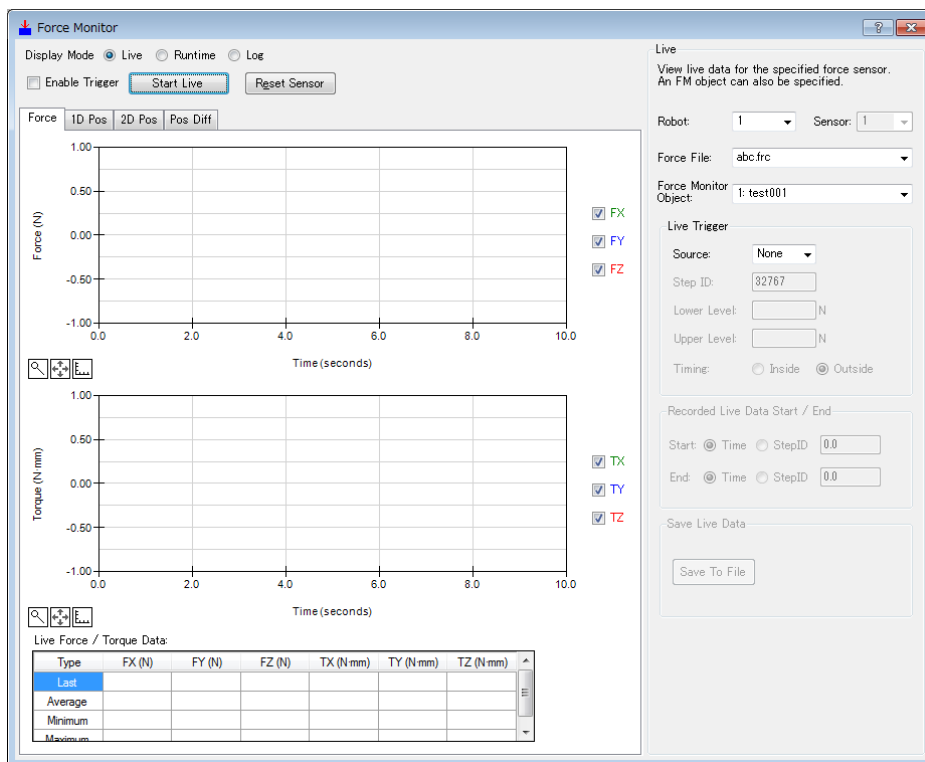 Force Monitor
Display Mode Live Runtime Log
Enable Trigger Start Live Reset Sensor
Force 1D Pos 2D Pos Pos Diff
1.00
0.50
0.00
-0.50
-1.00
Force (N)
0.0 2.0 4.0 6.0 8.0 10.0
Time (seconds)
FX
FY
FZ
1.00
0.50
0.00
-0.50
-1.00
Torque (N·mm)
0.0 2.0 4.0 6.0 8.0 10.0
Time (seconds)
TX
TY
TZ
Live Force / Torque Data:
Type FX (N) FY (N) FZ (N) TX (N·mm) TY (N·mm) TZ (N·mm)
Last
Average
Minimum
Maximum
Live
View live data for the specified force sensor.
An FM object can also be specified.
Robot: 1 Sensor: 1
Force File: abc.frc
Force Monitor
Object: 1: test001
Live Trigger
Source: None
Step ID: 32767
Lower Level: N
Upper Level: N
Timing: Inside Outside
Recorded Live Data Start / End
Start: Time StepID 0.0
End: Time StepID 0.0
Save Live Data
Save To File